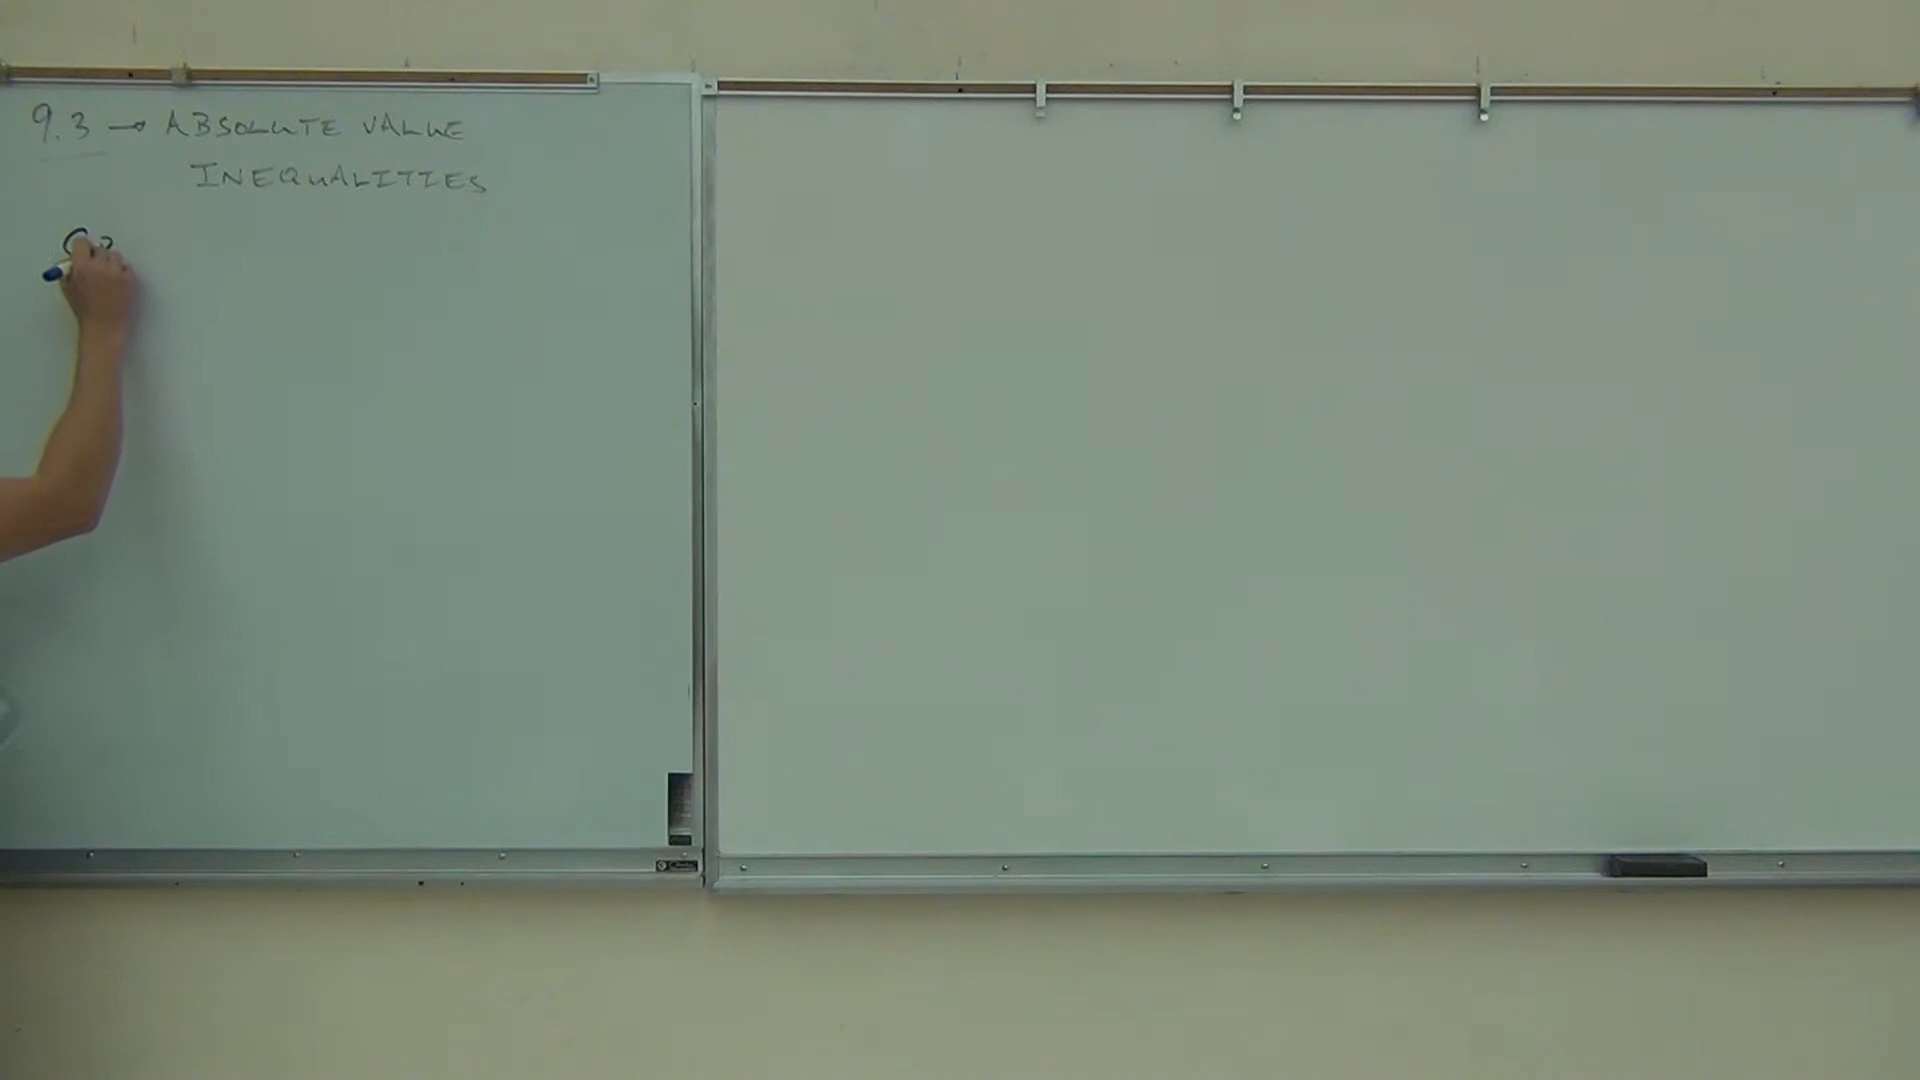 9.3 → ABSOLUTE VALUE
INEQUALITIES